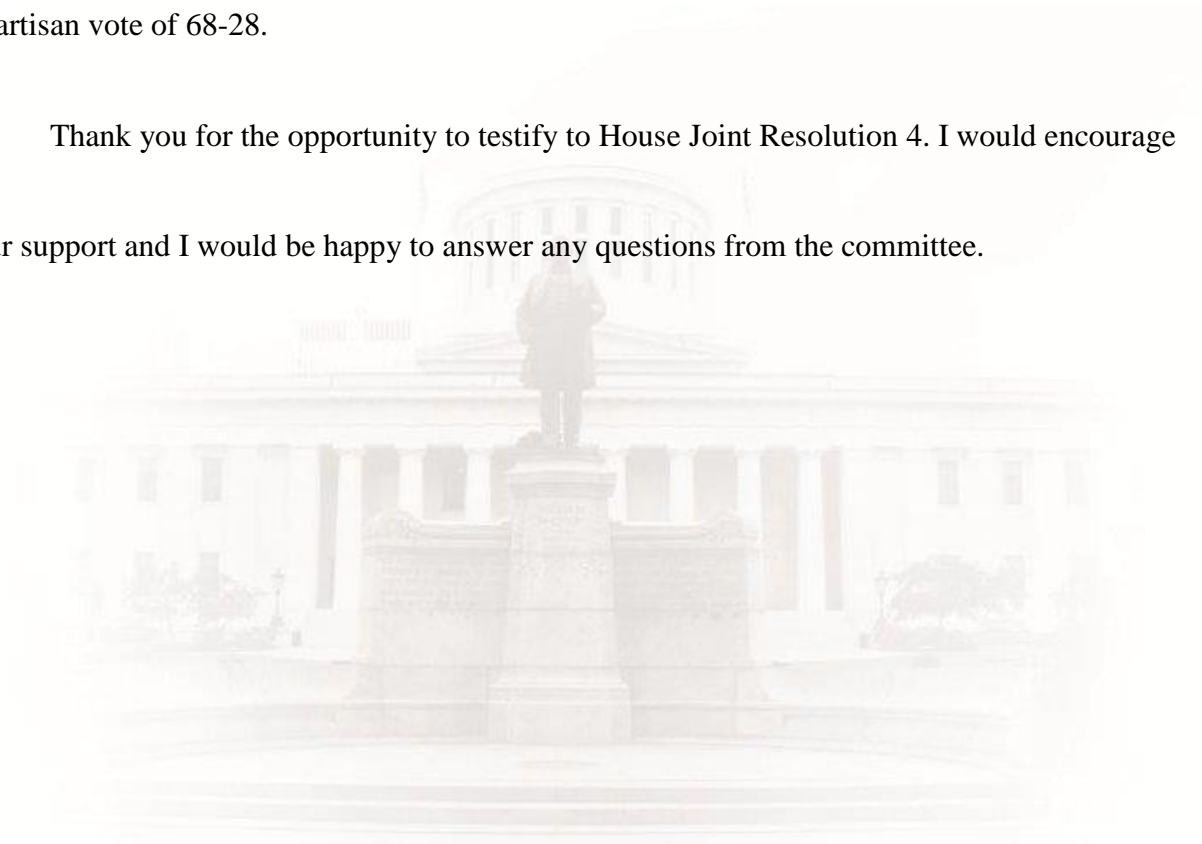 artisan vote of 68-28.
Thank you for the opportunity to testify to House Joint Resolution 4. I would encourage
r support and I would be happy to answer any questions from the committee.